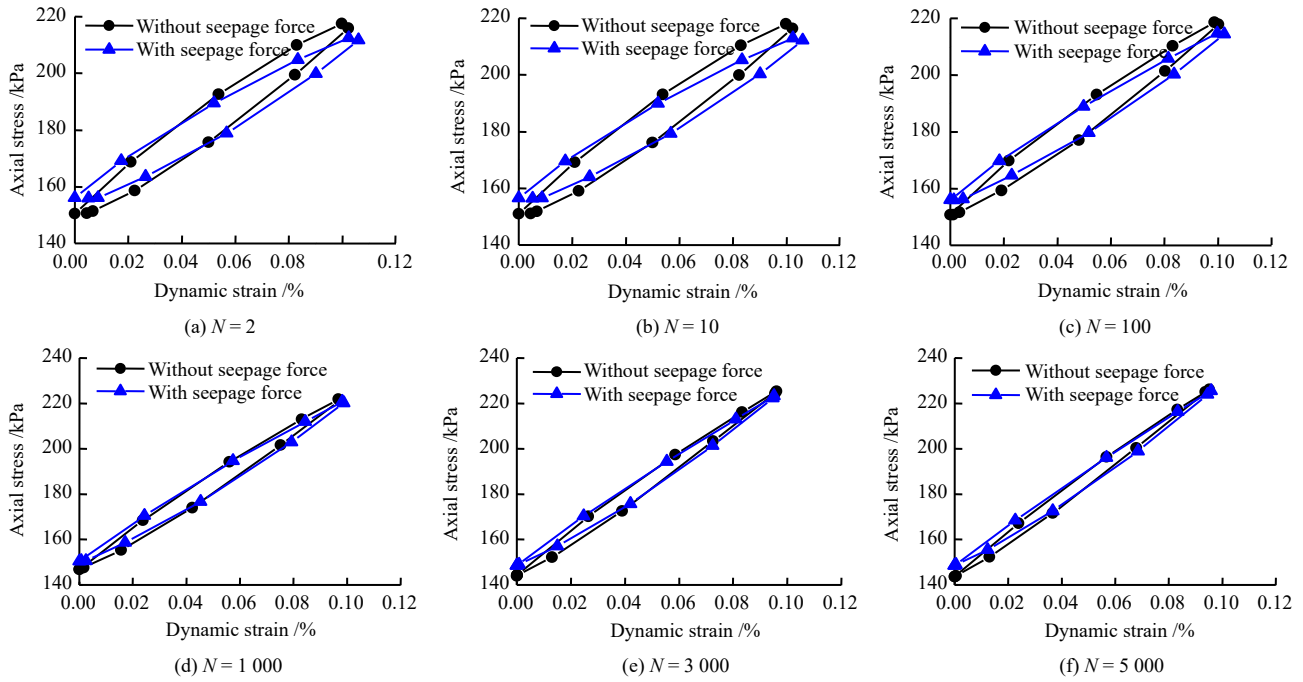 220
200
180
160
140
Axial stress /kPa
Without seepage force
With seepage force
0.00 0.02 0.04 0.06 0.08 0.10 0.12
Dynamic strain /%
(a) N = 2
220
200
180
160
140
Axial stress /kPa
Without seepage force
With seepage force
0.00 0.02 0.04 0.06 0.08 0.10 0.12
Dynamic strain /%
(b) N = 10
220
200
180
160
140
Axial stress /kPa
Without seepage force
With seepage force
0.00 0.02 0.04 0.06 0.08 0.10 0.12
Dynamic strain /%
(c) N = 100
240
220
200
180
160
140
Axial stress /kPa
Without seepage force
With seepage force
0.00 0.02 0.04 0.06 0.08 0.10 0.12
Dynamic strain /%
(d) N = 1 000
240
220
200
180
160
140
Axial stress /kPa
Without seepage force
With seepage force
0.00 0.02 0.04 0.06 0.08 0.10 0.12
Dynamic strain /%
(e) N = 3 000
240
220
200
180
160
140
Axial stress /kPa
Without seepage force
With seepage force
0.00 0.02 0.04 0.06 0.08 0.10 0.12
Dynamic strain /%
(f) N = 5 000